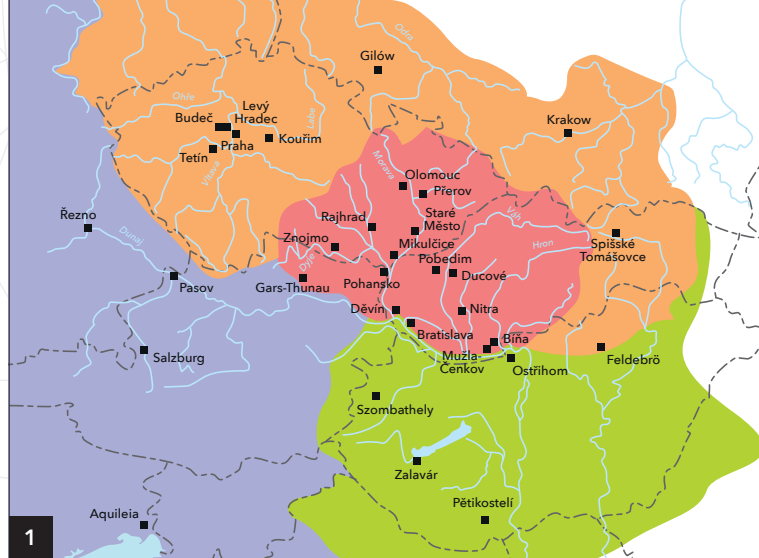 Odra
Gilów
Ohře
Levý
Budeč
Hradec
Labe
Krakow
Kouřim
Praha
Tetín
Morava
Vltava
Olomouc
Přerov
Řezno
Rajhrad
Staré
Město
Váh
Dunaj
Znojmo
Mikulčice
Hron
Spišské
Tomášovce
Pobedim
Dyje
Pasov
Gars-Thunau
Pohansko
Ducové
Děvín
Nitra
Bratislava
Bíňa
Salzburg
Mužla-
Čenkov
Ostřihom
Feldebrö
Szombathely
Zalavár
Pětikostelí
Aquileia
1